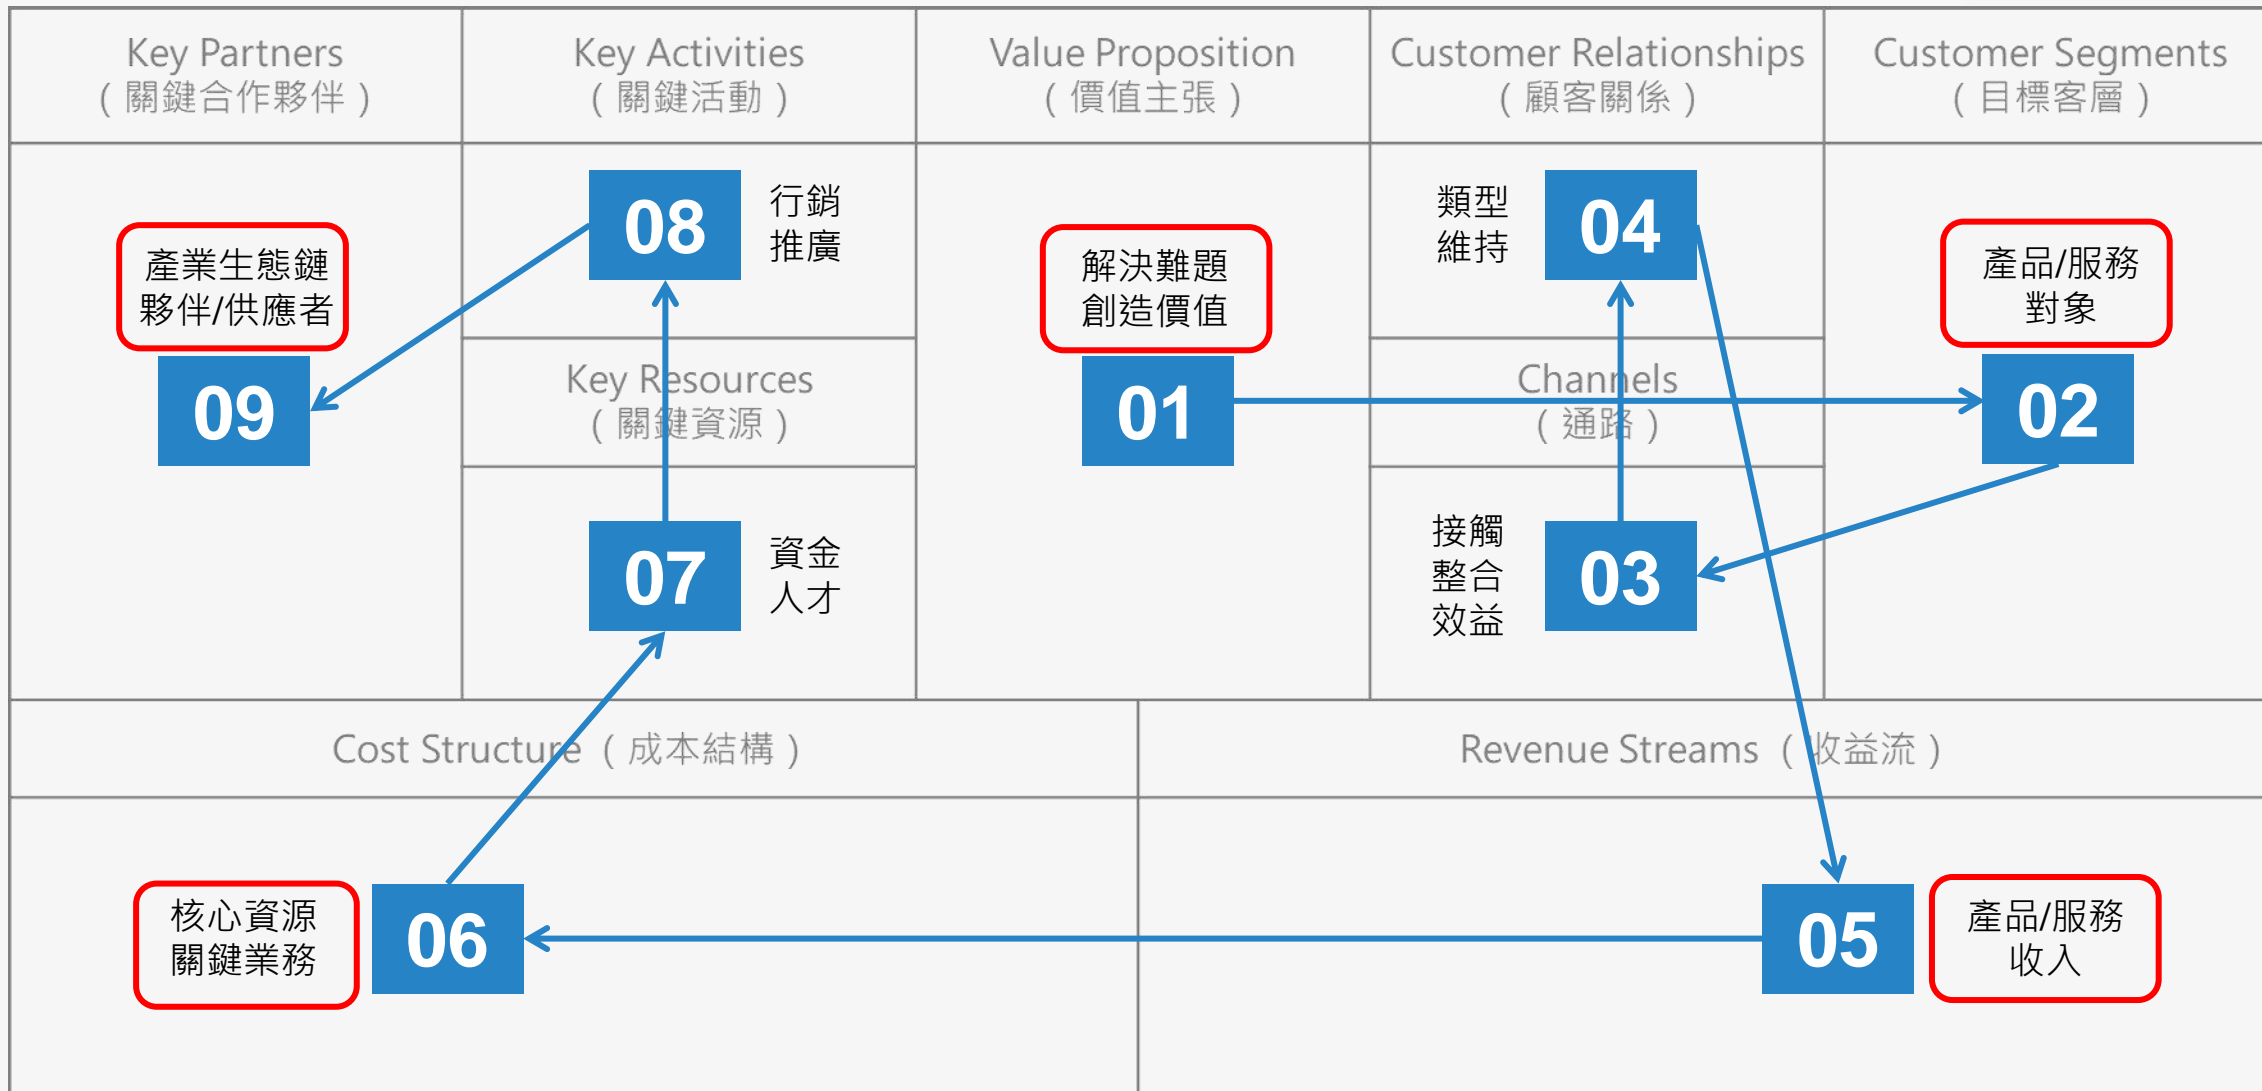 Key Partners
（關鍵合作夥伴）
Key Activities
（關鍵活動）
Value Proposition
（價值主張）
Customer Relationships
（顧客關係）
Customer Segments
（目標客層）
產業生態鏈
夥伴/供應者
09
08
行銷
推廣
Key Resources
（關鍵資源）
07
資金
人才
解決難題
創造價值
01
類型
維持
04
Channels
（通路）
接觸
整合
效益
03
產品/服務
對象
02
Cost Structure （成本結構）
Revenue Streams （收益流）
核心資源
關鍵業務
06
05
產品/服務
收入